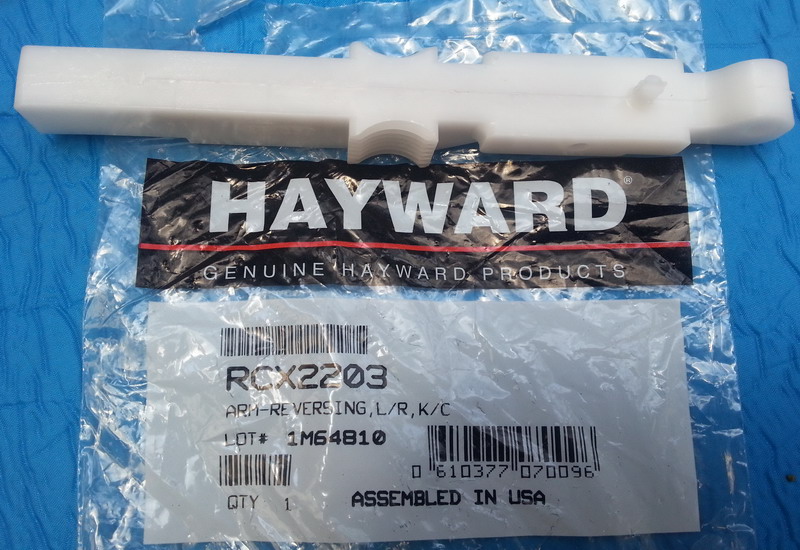 HAYWARD®
GENUINE HAYWARD PRODUCTS
RCX2203
ARM-REVERSING,L/R,K/C
LOT# 1M64810
0 610377 070096
QTY 1 ASSEMBLED IN USA